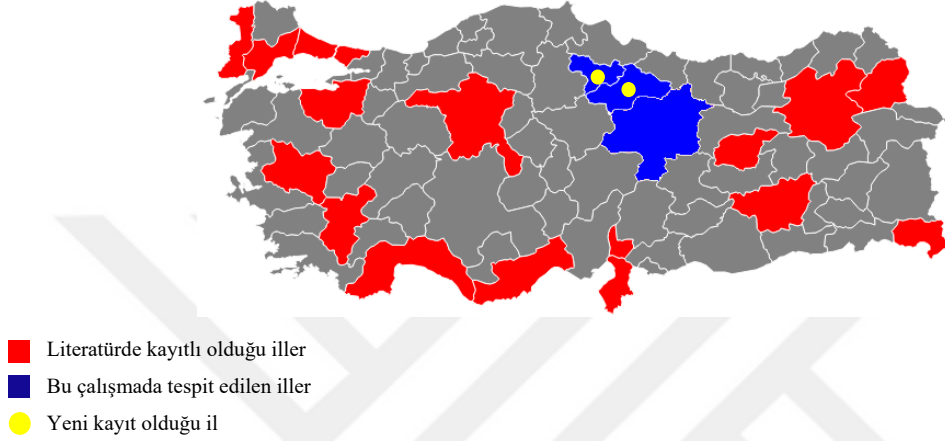 Literatürde kayıtlı olduğu iller
Bu çalışmada tespit edilen iller
Yeni kayıt olduğu il